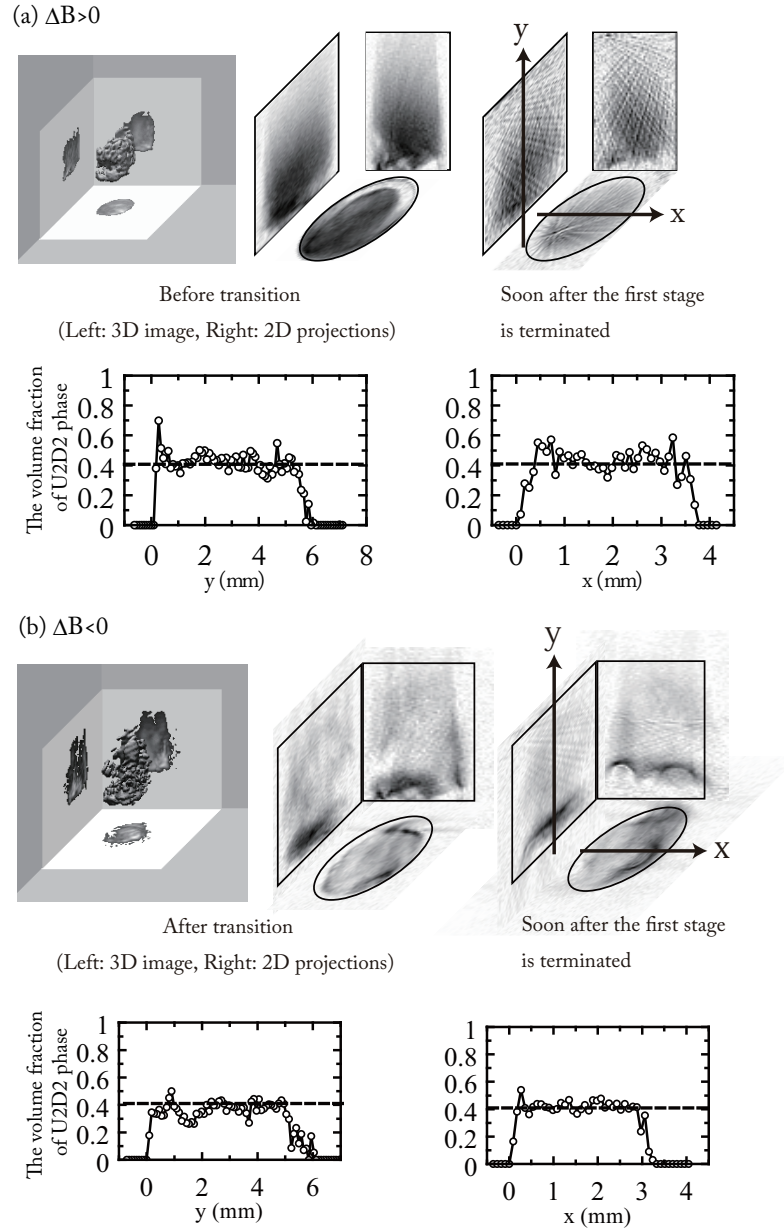 (a) ΔB>0
y
x
Before transition
(Left: 3D image, Right: 2D projections)
Soon after the first stage
is terminated
The volume fraction
of U2D2 phase
1
0.8
0.6
0.4
0.2
0
0 2 4 6 8
y (mm)
1
0.8
0.6
0.4
0.2
0
0 1 2 3 4
x (mm)
(b) ΔB<0
y
x
After transition
(Left: 3D image, Right: 2D projections)
Soon after the first stage
is terminated
The volume fraction
of U2D2 phase
1
0.8
0.6
0.4
0.2
0
0 2 4 6
y (mm)
1
0.8
0.6
0.4
0.2
0
0 1 2 3 4
x (mm)